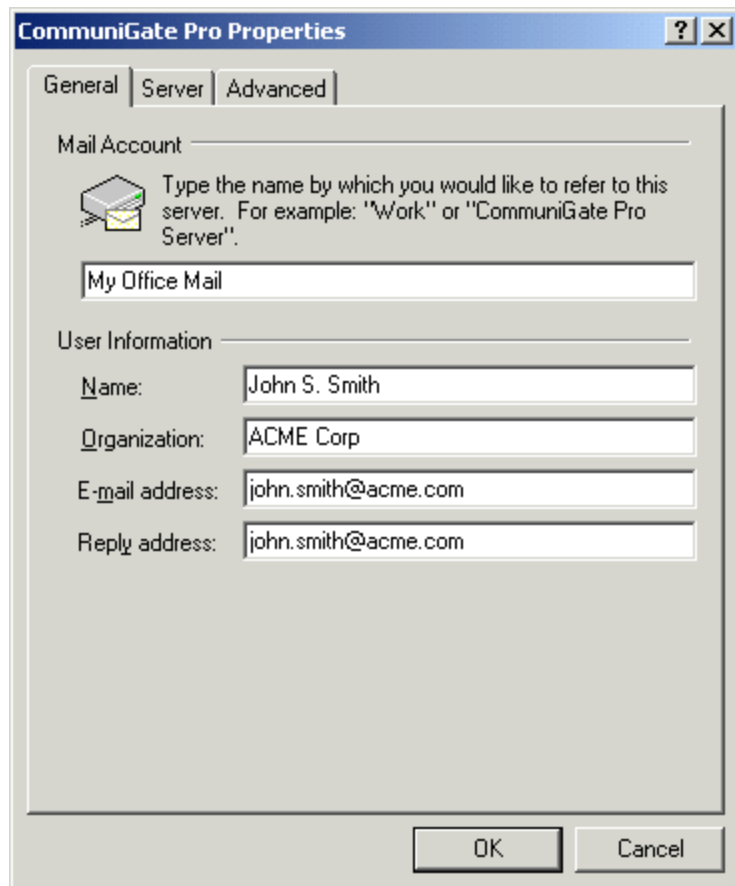 CommuniGate Pro Properties
General Server Advanced
Mail Account
Type the name by which you would like to refer to this
server. For example: "Work" or "CommuniGate Pro
Server".
My Office Mail
User Information
Name: John S. Smith
Organization: ACME Corp
E-mail address: john.smith@acme.com
Reply address: john.smith@acme.com
OK Cancel